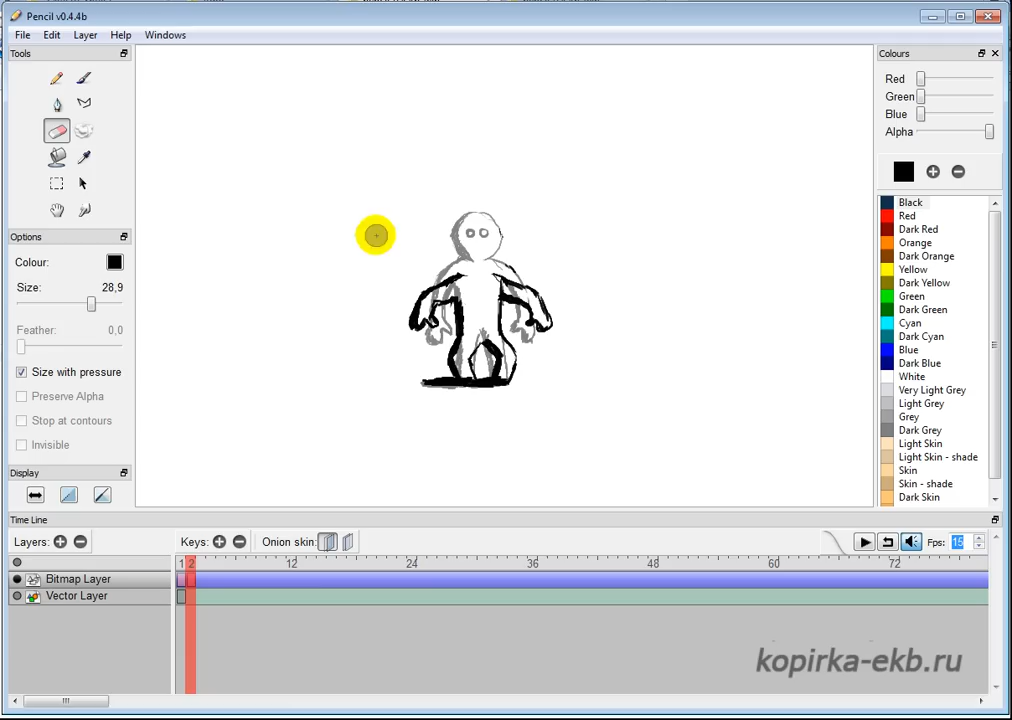 Pencil v0.4.4b
File Edit Layer Help Windows
Tools
Options
Colour:
Size: 28,9
Feather: 0,0
Size with pressure
Preserve Alpha
Stop at contours
Invisible
Display
Colours
Red
Green
Blue
Alpha
Black
Red
Dark Red
Orange
Dark Orange
Yellow
Dark Yellow
Green
Dark Green
Cyan
Dark Cyan
Blue
Dark Blue
White
Very Light Grey
Light Grey
Grey
Dark Grey
Light Skin
Light Skin - shade
Skin
Skin - shade
Dark Skin
Time Line
Layers: Keys: Onion skin: Fps: 15
1 2 12 24 36 48 60 72
Bitmap Layer
Vector Layer
kopirka-ekb.ru